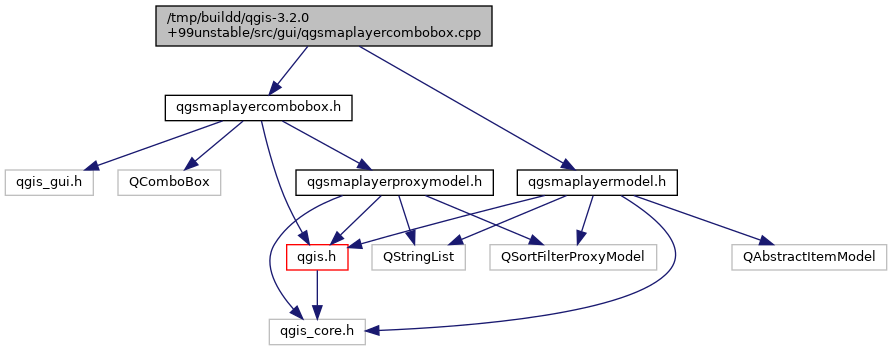 /tmp/buildd/qgis-3.2.0
+99unstable/src/gui/qgsmaplayercombobox.cpp
qgsmaplayercombobox.h
qgis_gui.h
QComboBox
qgsmaplayerproxymodel.h
qgsmaplayermodel.h
qgis.h
QStringList
QSortFilterProxyModel
QAbstractItemModel
qgis_core.h